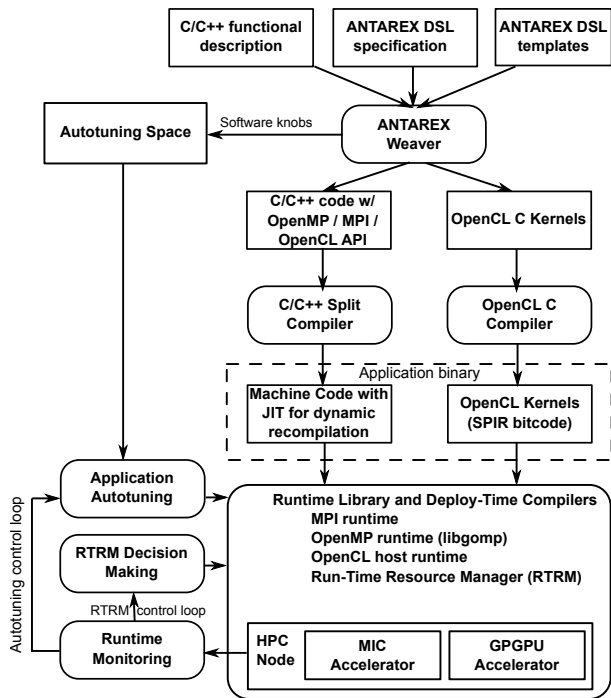 C/C++ functional
description
ANTAREX DSL
specification
ANTAREX DSL
templates
Autotuning Space
Software knobs
ANTAREX
Weaver
C/C++ code w/
OpenMP / MPI /
OpenCL API
OpenCL C Kernels
C/C++ Split
Compiler
OpenCL C
Compiler
Application binary
Machine Code with
JIT for dynamic
recompilation
OpenCL Kernels
(SPIR bitcode)
Application
Autotuning
Runtime Library and Deploy-Time Compilers
MPI runtime
OpenMP runtime (libgomp)
OpenCL host runtime
Run-Time Resource Manager (RTRM)
Autotuning control loop
RTRM Decision
Making
RTRM control loop
Runtime
Monitoring
HPC
Node
MIC
Accelerator
GPGPU
Accelerator